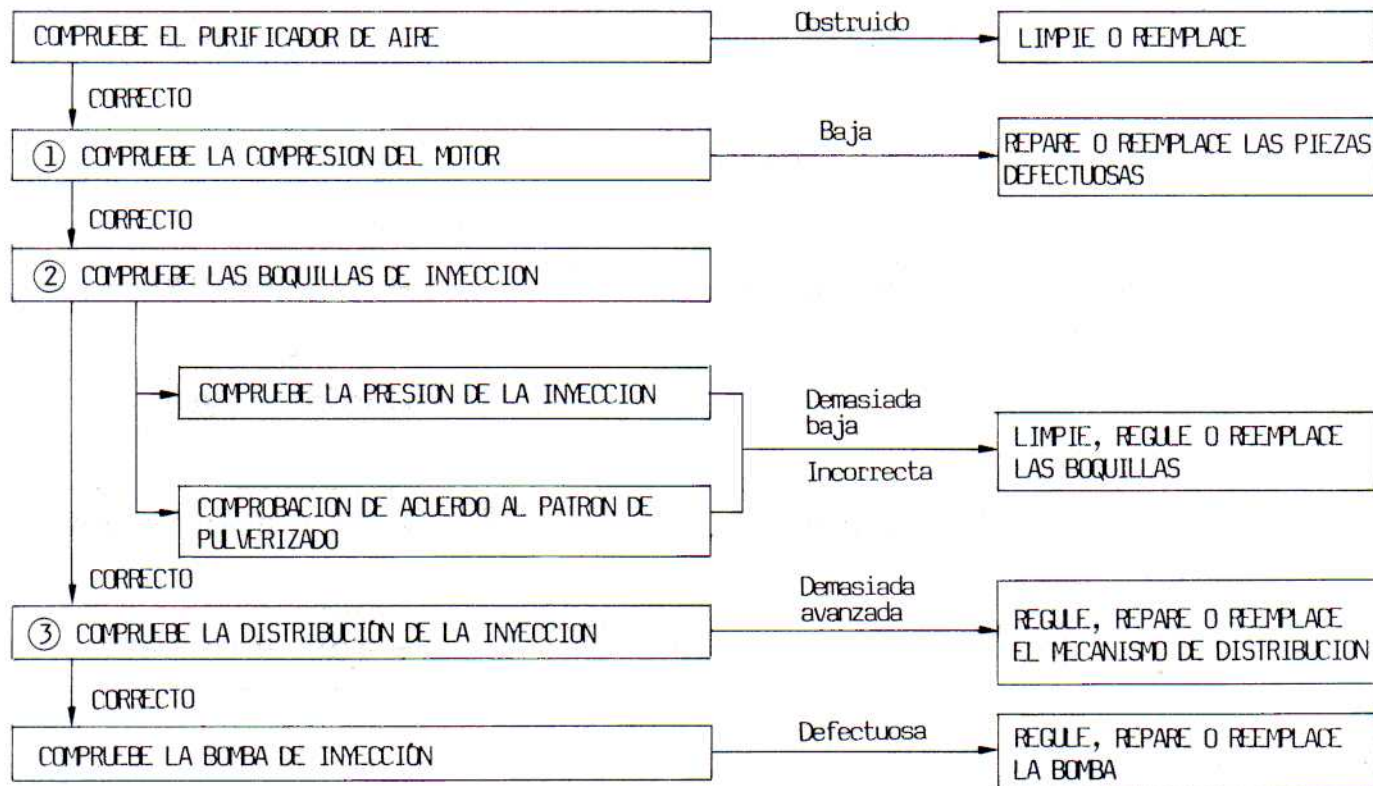 COMPRUEBE EL PURIFICADOR DE AIRE
Obstruido
LIMPIE O REEMPLACE
CORRECTO
① COMPRUEBE LA COMPRESION DEL MOTOR
Baja
REPARE O REEMPLACE LAS PIEZAS
DEFECTUOSAS
CORRECTO
② COMPRUEBE LAS BOQUILLAS DE INYECCION
COMPRUEBE LA PRESION DE LA INYECCION
Demasiada
baja
Incorrecta
LIMPIE, REGULE O REEMPLACE
LAS BOQUILLAS
COMPROBACION DE ACUERDO AL PATRON DE
PULVERIZADO
CORRECTO
③ COMPRUEBE LA DISTRIBUCIÓN DE LA INYECCION
Demasiada
avanzada
REGULE, REPARE O REEMPLACE
EL MECANISMO DE DISTRIBUCION
CORRECTO
COMPRUEBE LA BOMBA DE INYECCIÓN
Defectuosa
REGULE, REPARE O REEMPLACE
LA BOMBA